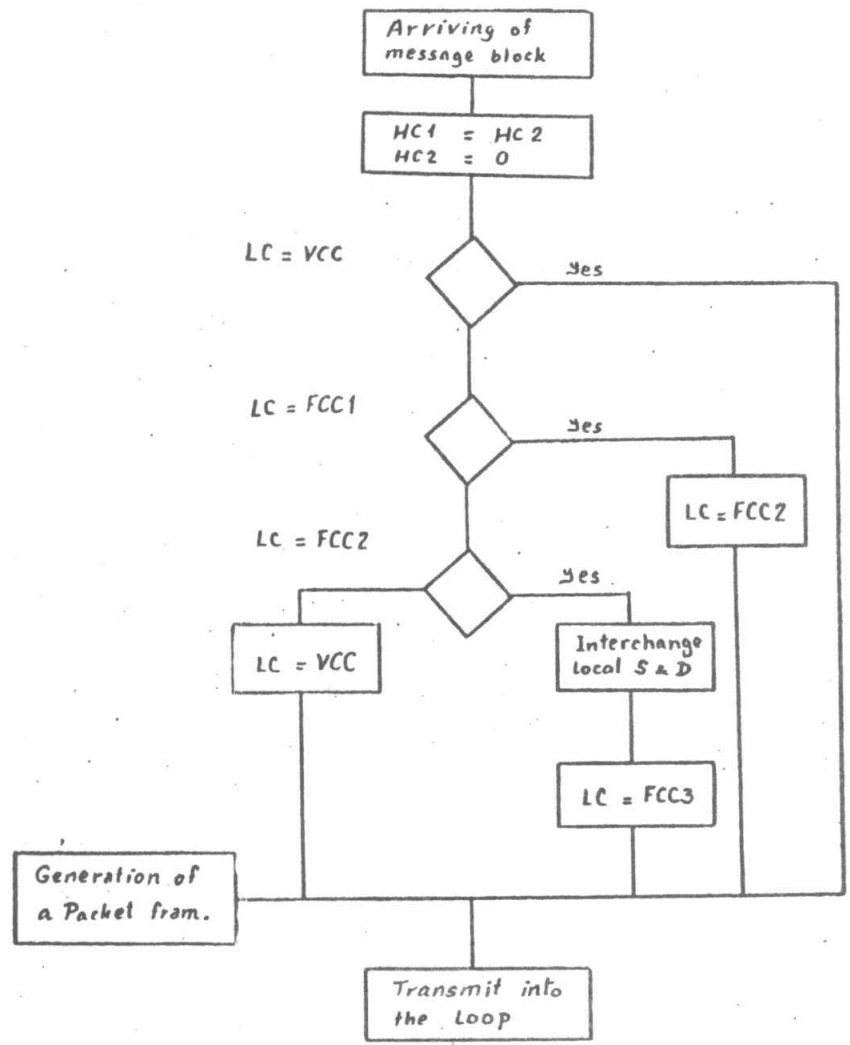 Arriving of
message block
HC1 = HC2
HC2 = 0
LC = VCC
yes
LC = FCC1
yes
LC = FCC2
LC = FCC2
yes
LC = VCC
Interchange
local S & D
LC = FCC3
Generation of
a Packet fram.
Transmit into
the Loop